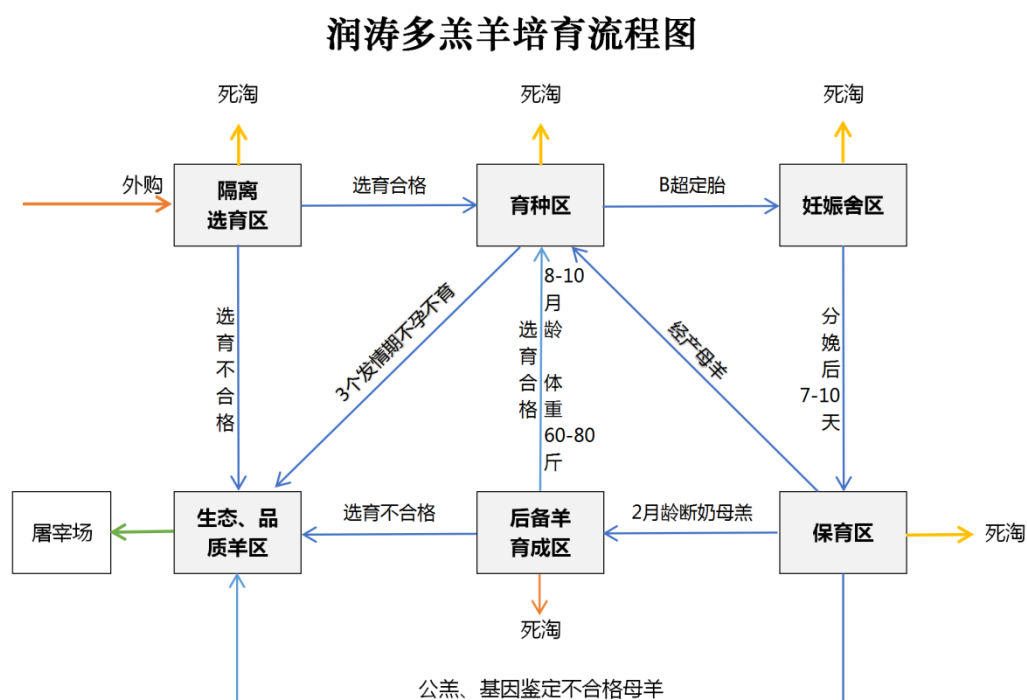 润涛多羔羊培育流程图
死淘
死淘
死淘
外购
隔离
选育区
选育合格
育种区
B超定胎
妊娠舍区
选育不合格
3个发情期不孕不育
选育合格
8-10
月龄
体重
60-80
斤
经产母羊
分娩后
7-10
天
屠宰场
生态、品
质羊区
选育不合格
后备羊
育成区
2月龄断奶母羔
保育区
死淘
死淘
公羔、基因鉴定不合格母羊